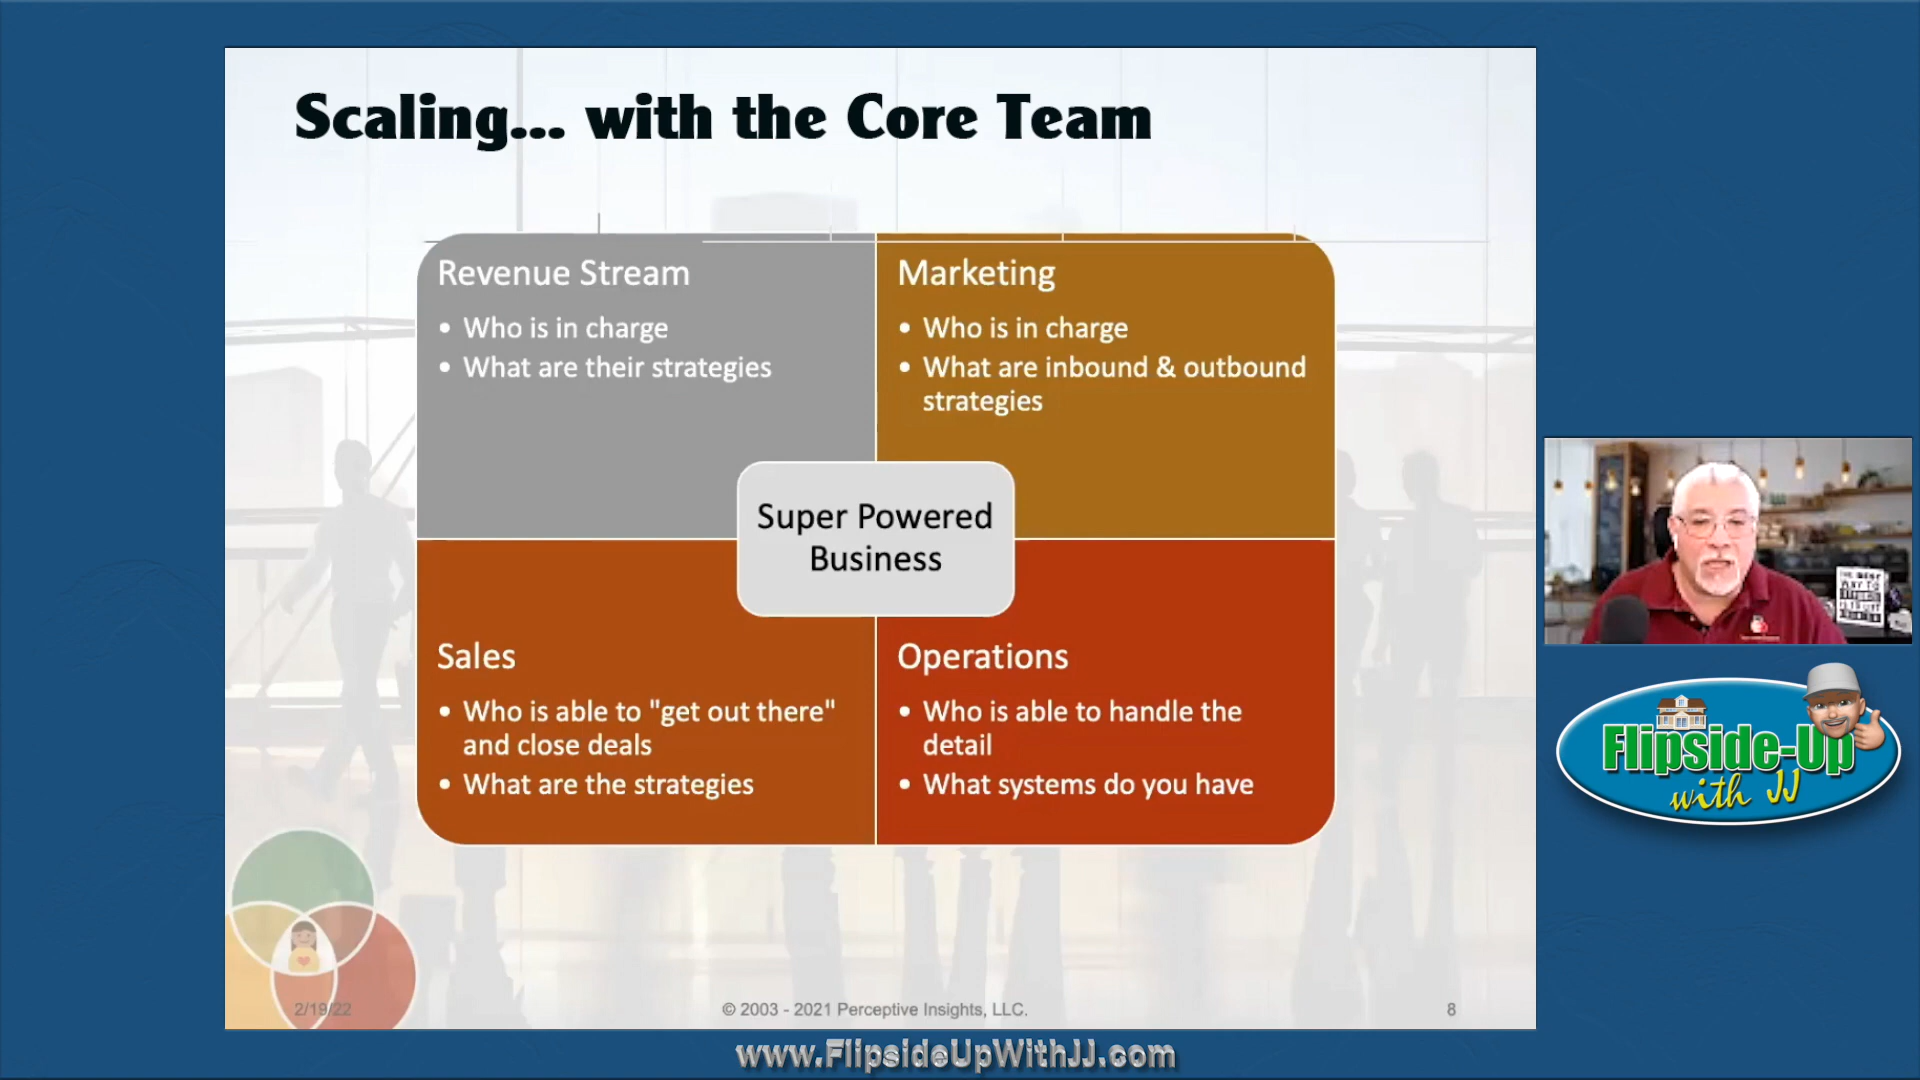 Scaling... with the Core Team
Revenue Stream
• Who is in charge
• What are their strategies
Marketing
• Who is in charge
• What are inbound & outbound
strategies
Super Powered
Business
Sales
• Who is able to "get out there"
and close deals
• What are the strategies
Operations
• Who is able to handle the
detail
• What systems do you have
2/19/22
© 2003 - 2021 Perceptive Insights, LLC.
8
Flipside-Up
with JJ
www.FlipsideUpWithJJ.com